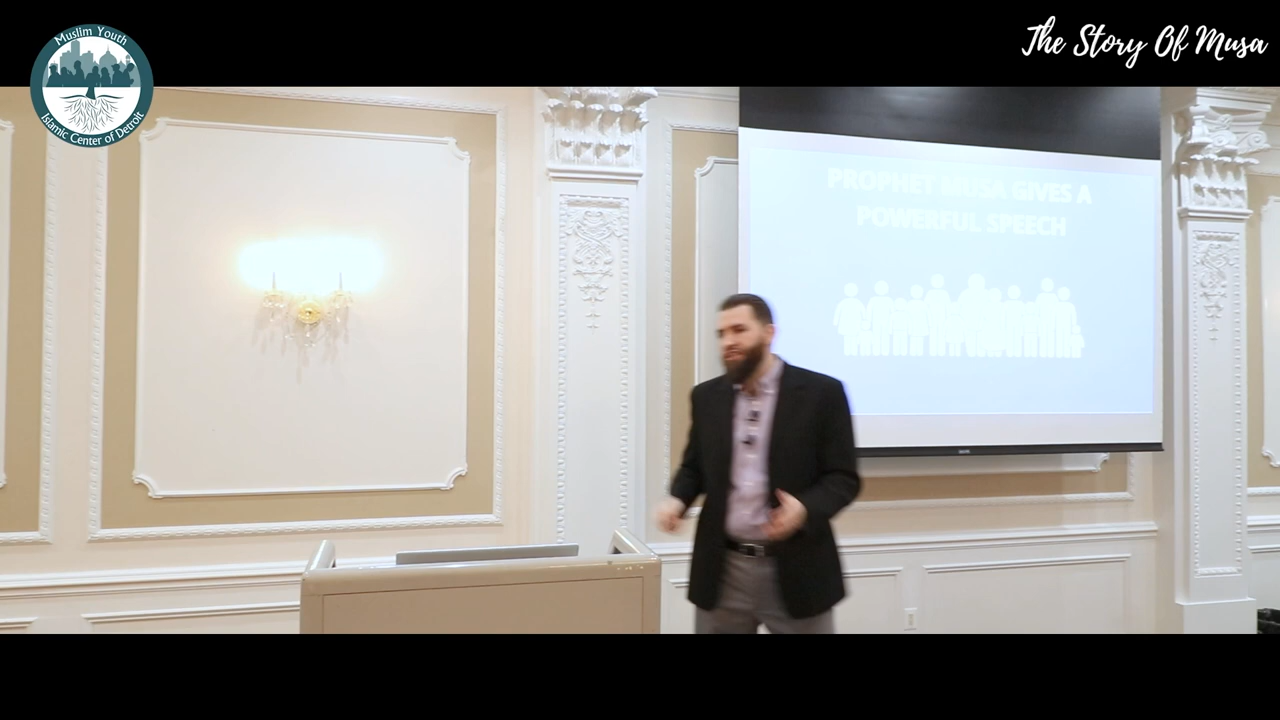 Muslim Youth
Islamic Center of Detroit
The Story Of Musa
PROPHET MUSA GIVES A
POWERFUL SPEECH